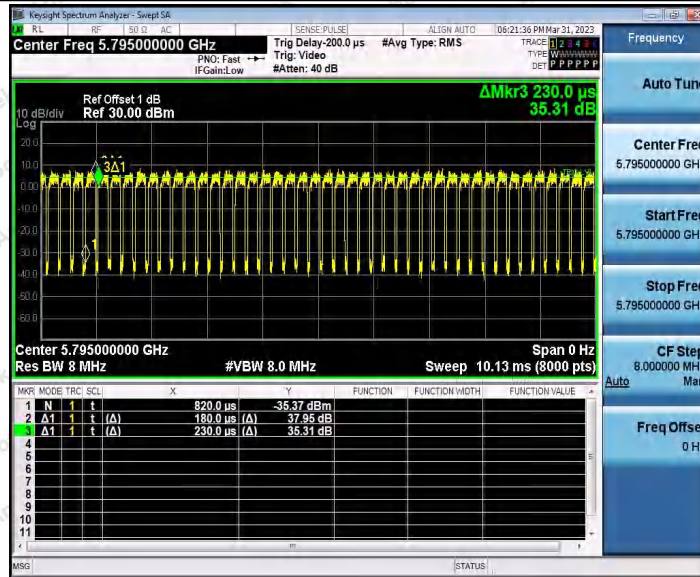 Keysight Spectrum Analyzer - Swept SA
RL RF 50 Ω AC SENSE:PULSE ALIGN AUTO 06:21:36 PM Mar 31, 2023
Center Freq 5.795000000 GHz
PNO: Fast
IFGain:Low
Trig Delay-200.0 µs
Trig: Video
#Atten: 40 dB
#Avg Type: RMS
TRACE 1 2 3 4 5 6
TYPE W
DET P P P P P P
Frequency
Auto Tune
Center Freq
5.795000000 GH
Start Freq
5.795000000 GH
Stop Freq
5.795000000 GH
CF Step
8.000000 MH
Auto Ma
Freq Offse
0 H
ΔMkr3 230.0 µs
35.31 dB
Ref Offset 1 dB
10 dB/div Ref 30.00 dBm
Log
20.0
10.0
0.00
-10.0
-20.0
-30.0
-40.0
-50.0
-60.0
3Δ1
1
Center 5.795000000 GHz Span 0 Hz
Res BW 8 MHz #VBW 8.0 MHz Sweep 10.13 ms (8000 pts)
MKR MODE TRC SCL X Y FUNCTION FUNCTION WIDTH FUNCTION VALUE
1 N 1 t 820.0 µs -35.37 dBm
2 Δ1 1 t (Δ) 180.0 µs (Δ) 37.95 dB
3 Δ1 1 t (Δ) 230.0 µs (Δ) 35.31 dB
4
5
6
7
8
9
10
11
MSG STATUS